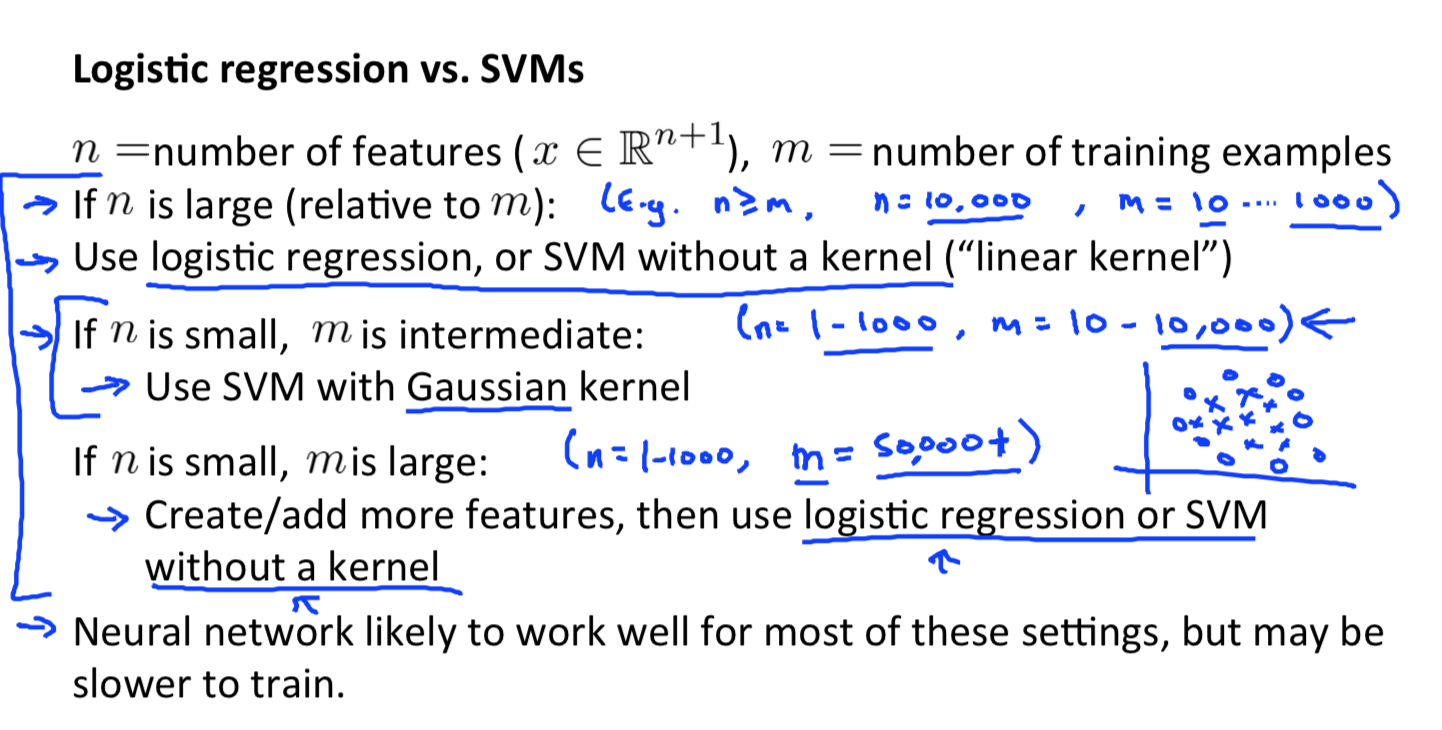 Logistic regression vs. SVMs
n =number of features (x ∈ ℝⁿ⁺¹), m = number of training examples
→ If n is large (relative to m): (E.g. n ≥ m, n = 10,000 , m = 10 .... 1000)
→ Use logistic regression, or SVM without a kernel (“linear kernel”)
→ If n is small, m is intermediate: (n = 1 - 1000 , m = 10 - 10,000) ←
→ Use SVM with Gaussian kernel
If n is small, m is large: (n = 1-1000, m = 50,000+)
→ Create/add more features, then use logistic regression or SVM
without a kernel
→ Neural network likely to work well for most of these settings, but may be
slower to train.